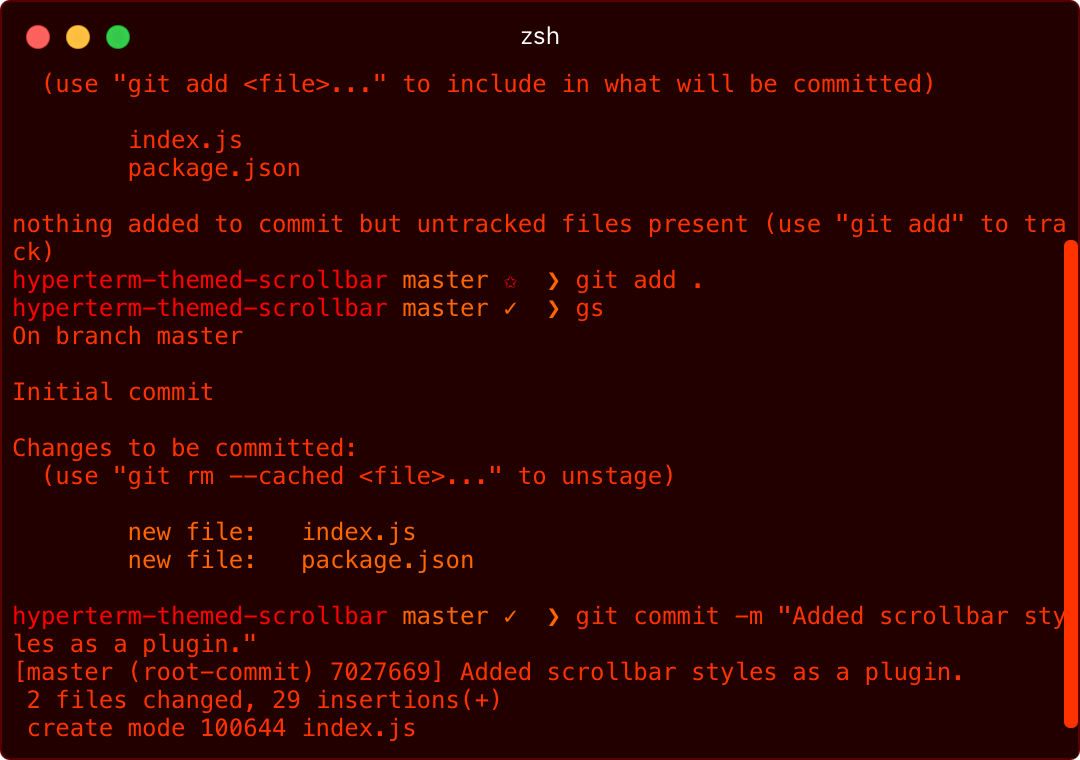 zsh
(use "git add <file>..." to include in what will be committed)
index.js
package.json
nothing added to commit but untracked files present (use "git add" to tra
ck)
hyperterm-themed-scrollbar master ✩ ❯ git add .
hyperterm-themed-scrollbar master ✓ ❯ gs
On branch master
Initial commit
Changes to be committed:
(use "git rm --cached <file>..." to unstage)
new file:   index.js
new file:   package.json
hyperterm-themed-scrollbar master ✓ ❯ git commit -m "Added scrollbar sty
les as a plugin."
[master (root-commit) 7027669] Added scrollbar styles as a plugin.
2 files changed, 29 insertions(+)
create mode 100644 index.js